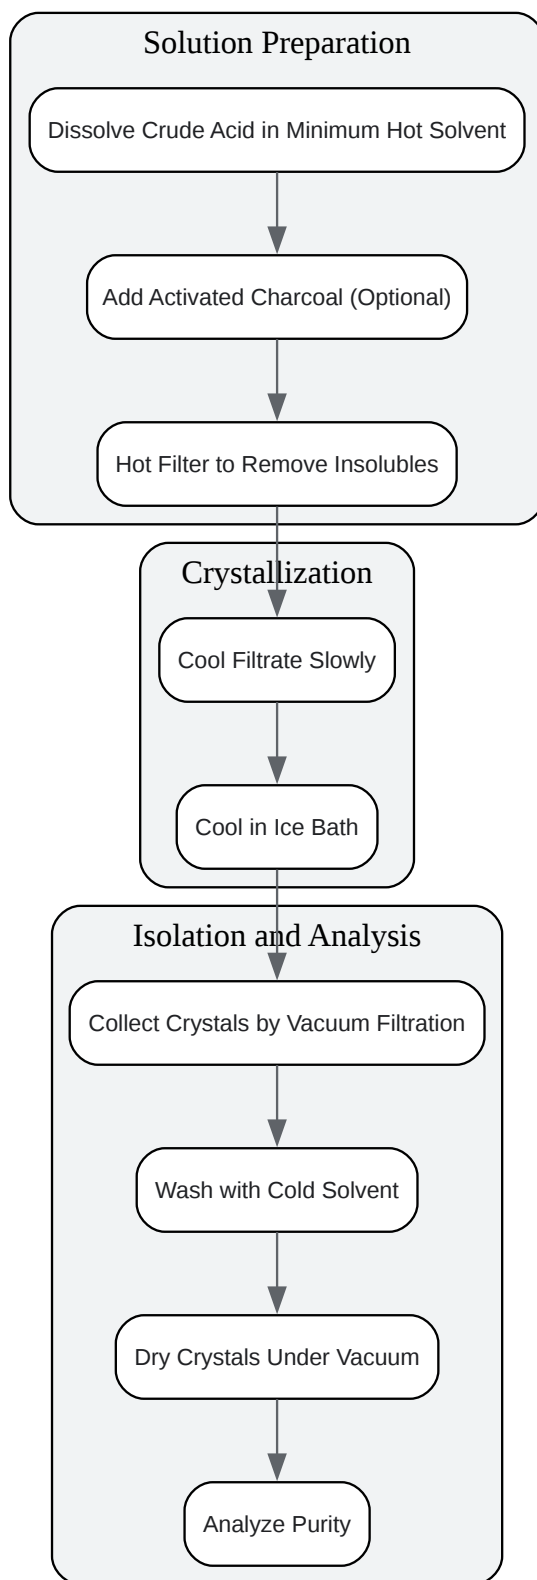 Solution Preparation
Dissolve Crude Acid in Minimum Hot Solvent
Add Activated Charcoal (Optional)
Hot Filter to Remove Insolubles
Crystallization
Cool Filtrate Slowly
Cool in Ice Bath
Isolation and Analysis
Collect Crystals by Vacuum Filtration
Wash with Cold Solvent
Dry Crystals Under Vacuum
Analyze Purity